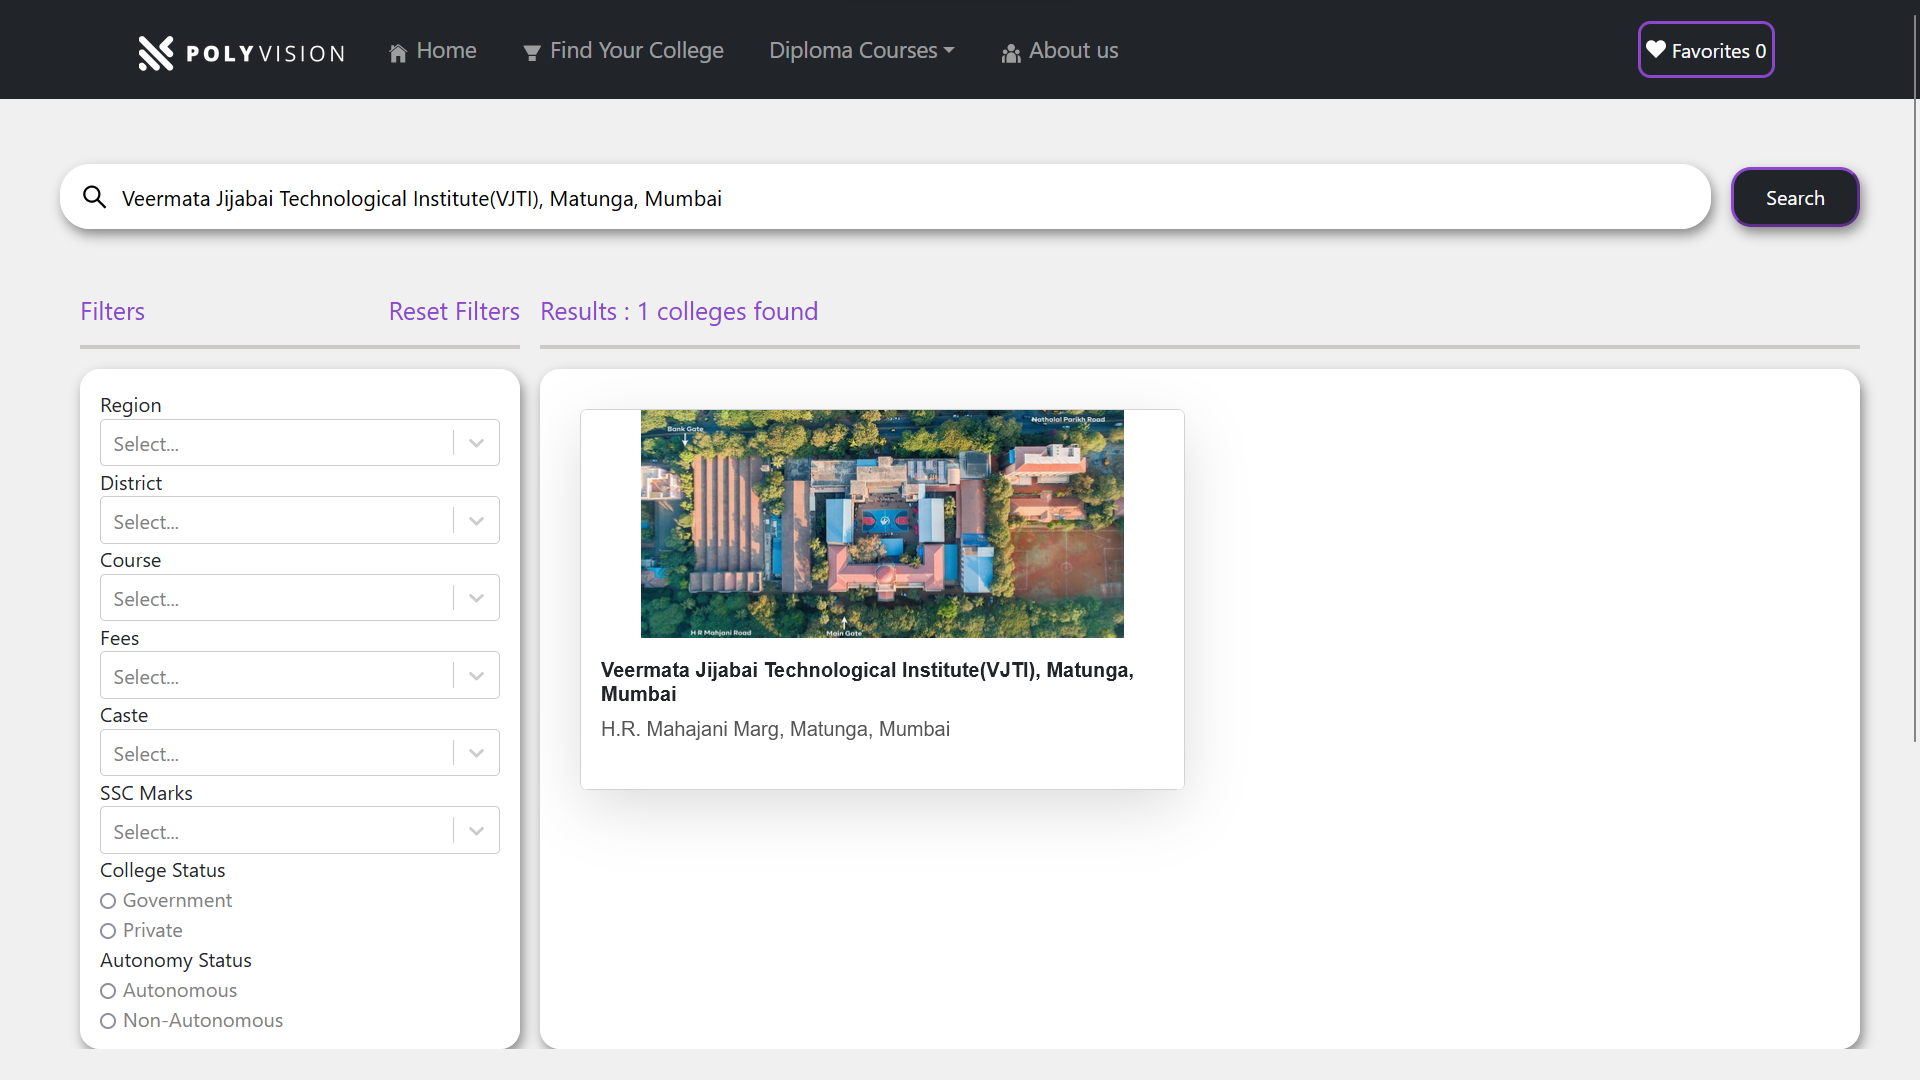 POLYVISION Home Find Your College Diploma Courses About us Favorites 0
Veermata Jijabai Technological Institute(VJTI), Matunga, Mumbai
Search
Filters Reset Filters
Results : 1 colleges found
Region
Select...
District
Select...
Course
Select...
Fees
Select...
Caste
Select...
SSC Marks
Select...
College Status
Government
Private
Autonomy Status
Autonomous
Non-Autonomous
Bank Gate
Nathalal Parikh Road
H R Mahjani Road
Main Gate
Veermata Jijabai Technological Institute(VJTI), Matunga,
Mumbai
H.R. Mahajani Marg, Matunga, Mumbai